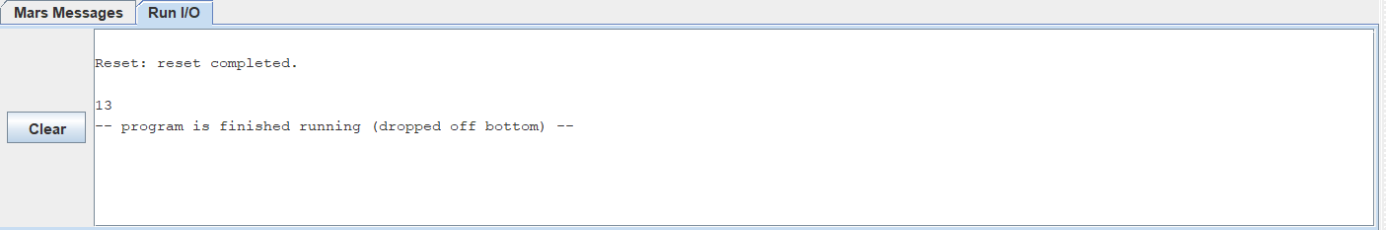 Mars Messages Run I/O
Reset: reset completed.
13
Clear
-- program is finished running (dropped off bottom) --